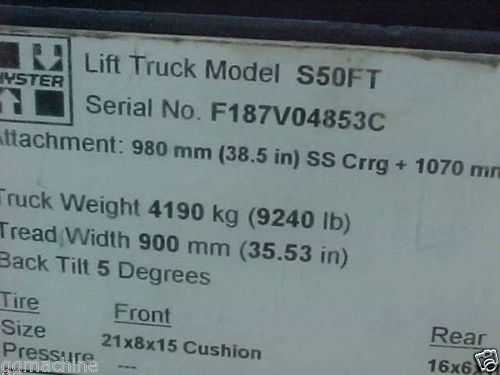 HYSTER
Lift Truck Model S50FT
Serial No. F187V04853C
Attachment: 980 mm (38.5 in) SS Crrg + 1070 mm
Truck Weight 4190 kg (9240 lb)
Tread Width 900 mm (35.53 in)
Back Tilt 5 Degrees
Tire Front Rear
Size 21x8x15 Cushion 16x6x
Pressure ---
ggmachine